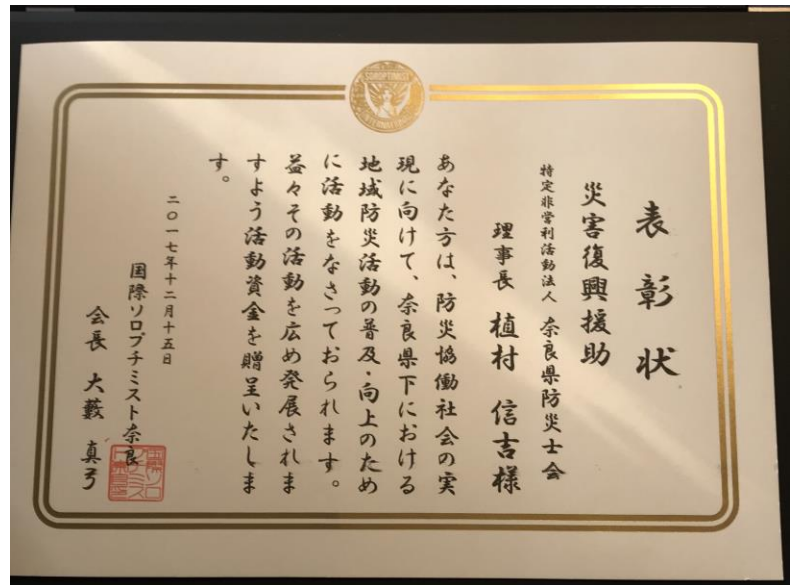 表彰状
災害復興援助
特定非営利活動法人 奈良県防災士会
理事長 植村 信吉様
あなた方は、防災協働社会の実
現に向けて、奈良県下における
地域防災活動の普及・向上のため
に活動をなさっておられます。
益々その活動を広め発展されま
すよう活動資金を贈呈いたしま
す。
二〇一七年十二月十五日
国際ソロプチミスト奈良
会長 大藪 真弓
SOROPTIMIST